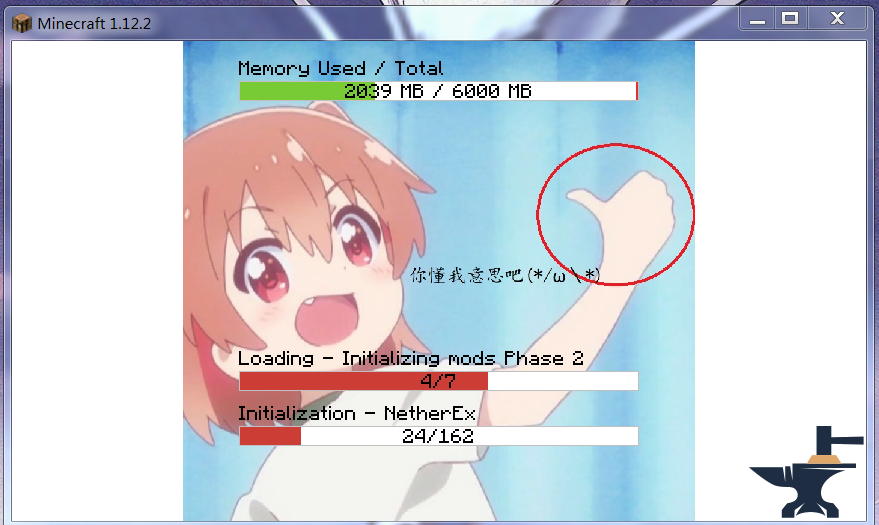 Minecraft 1.12.2
Memory Used / Total
2039 MB / 6000 MB
你懂我意思吧(*/ω＼*)
Loading - Initializing mods Phase 2
4/7
Initialization - NetherEx
24/162